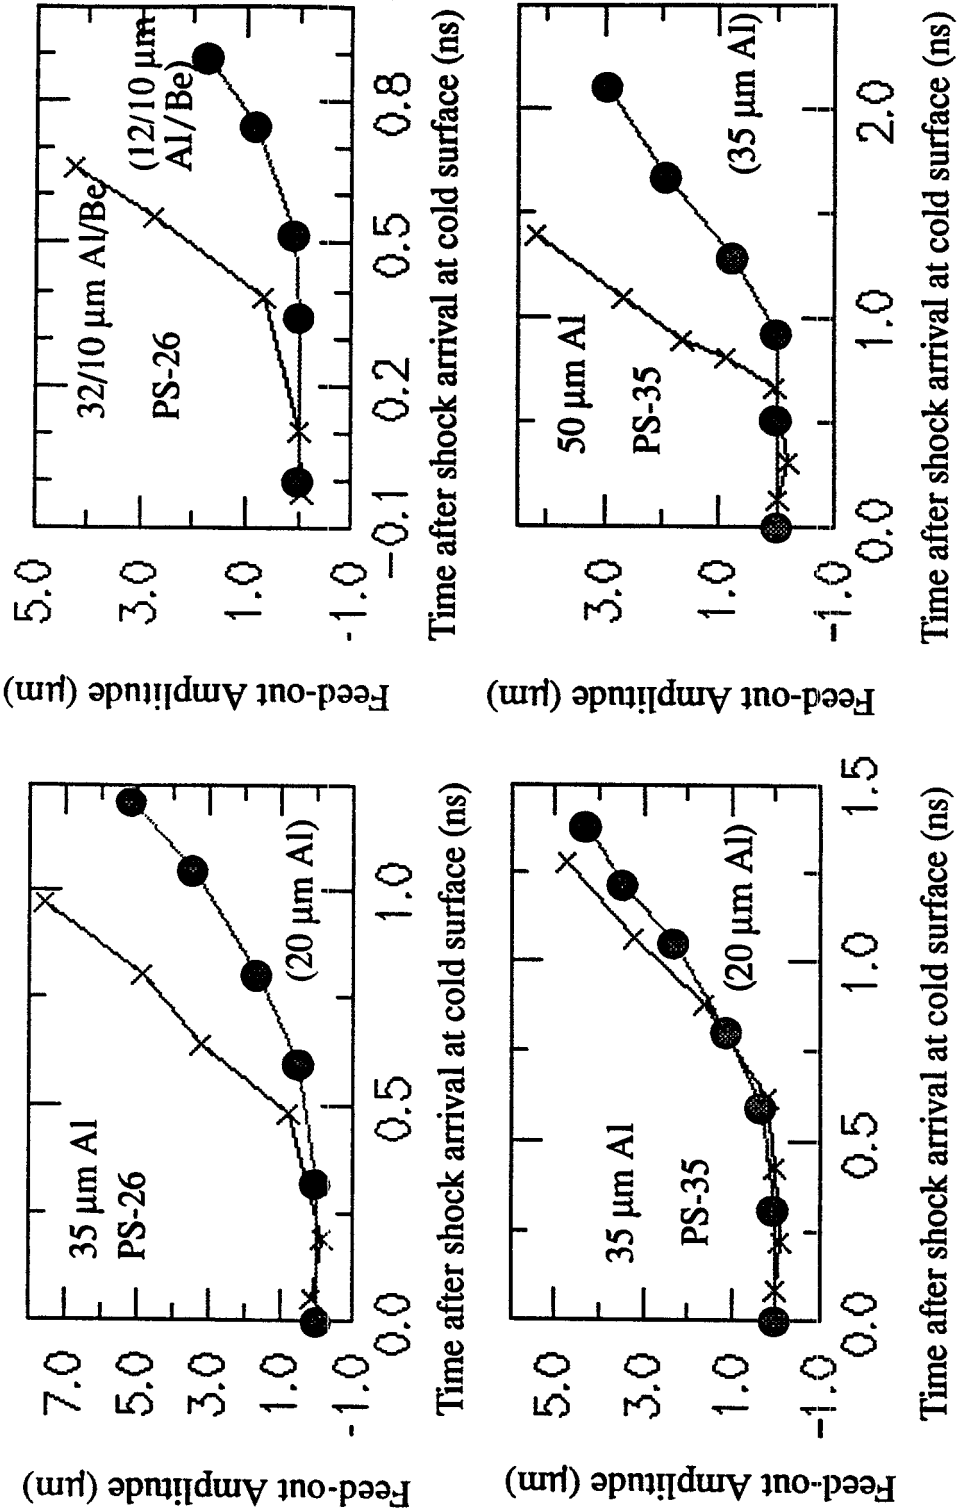 Feed-out Amplitude (µm)
7.0
5.0
3.0
1.0
-1.0
35 µm Al
PS-26
(20 µm Al)
0.0
0.5
1.0
Time after shock arrival at cold surface (ns)
Feed-out Amplitude (µm)
5.0
3.0
1.0
-1.0
32/10 µm Al/Be
PS-26
(12/10 µm
Al/Be)
-0.1
0.2
0.5
0.8
Time after shock arrival at cold surface (ns)
Feed-out Amplitude (µm)
5.0
3.0
1.0
-1.0
35 µm Al
PS-35
(20 µm Al)
0.0
0.5
1.0
1.5
Time after shock arrival at cold surface (ns)
Feed-out Amplitude (µm)
3.0
1.0
-1.0
50 µm Al
PS-35
(35 µm Al)
0.0
1.0
2.0
Time after shock arrival at cold surface (ns)